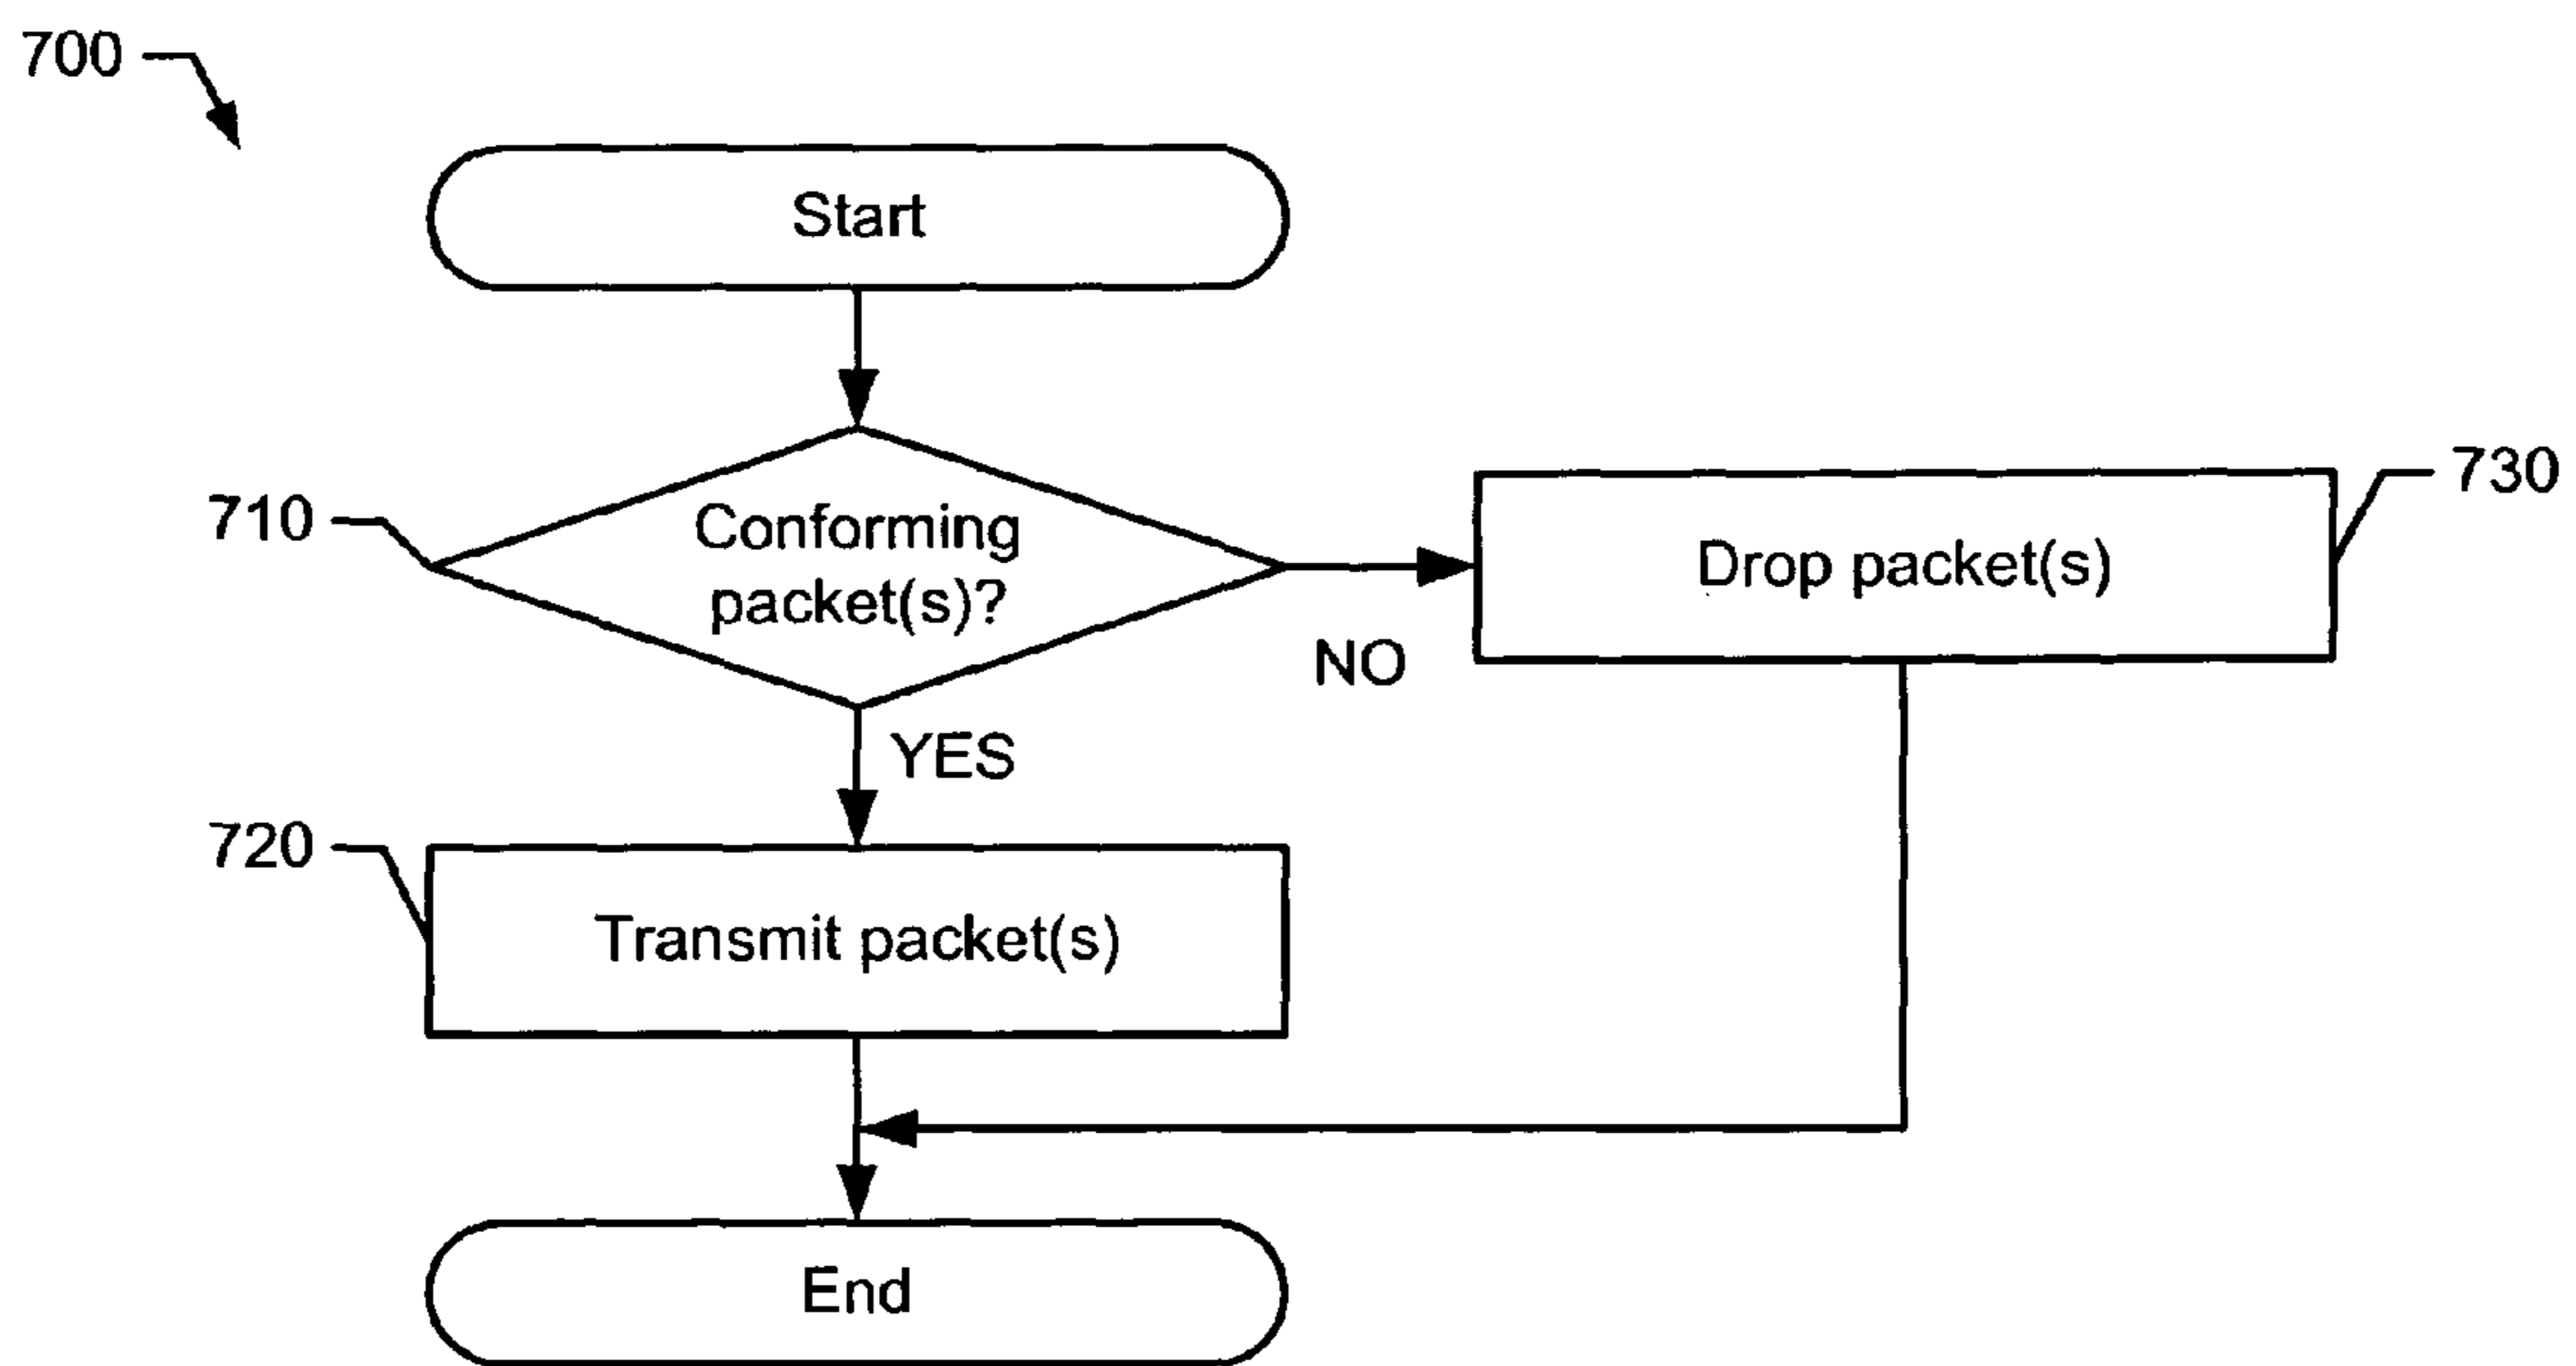 700
Start
710
Conforming
packet(s)?
NO
Drop packet(s)
730
YES
720
Transmit packet(s)
End